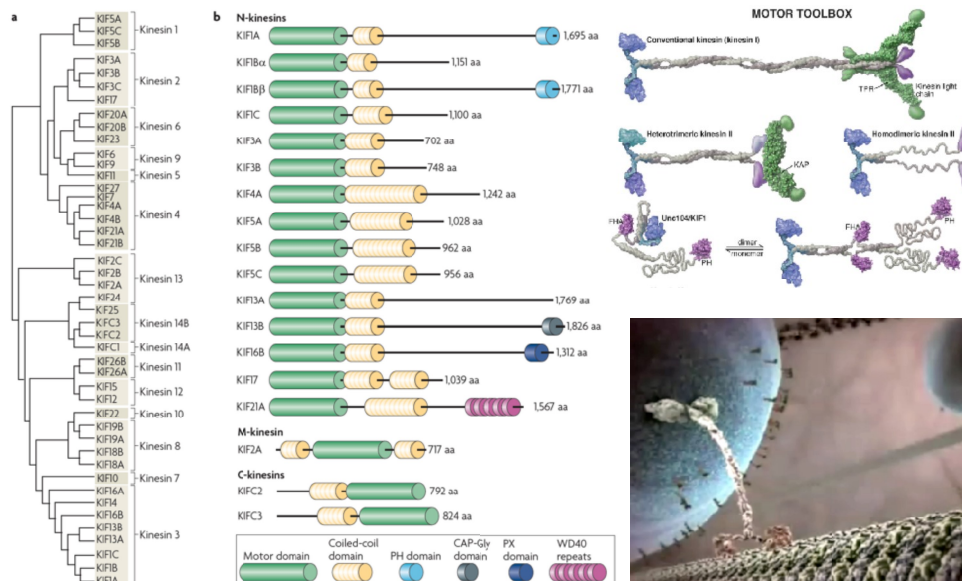 a
KIF5A
KIF5C
KIF5B
Kinesin 1
KIF3A
KIF3B
KIF3C
KIF17
Kinesin 2
KIF20A
KIF20B
KIF23
Kinesin 6
KIF6
KIF9
Kinesin 9
KIF11
Kinesin 5
KIF27
KIF7
KIF4A
KIF4B
KIF21A
KIF21B
Kinesin 4
KIF2C
KIF2B
KIF2A
KIF24
Kinesin 13
KIF25
KIFC3
KIFC2
Kinesin 14B
KIFC1
Kinesin 14A
KIF26B
KIF26A
Kinesin 11
KIF15
KIF12
Kinesin 12
KIF22
Kinesin 10
KIF19B
KIF19A
KIF18B
KIF18A
Kinesin 8
KIF10
Kinesin 7
KIF16A
KIF14
KIF16B
KIF13B
KIF13A
KIF1C
KIF1B
KIF1A
Kinesin 3
b
N-kinesins
KIF1A 1,695 aa
KIF1Bα 1,151 aa
KIF1Bβ 1,771 aa
KIF1C 1,100 aa
KIF3A 702 aa
KIF3B 748 aa
KIF4A 1,242 aa
KIF5A 1,028 aa
KIF5B 962 aa
KIF5C 956 aa
KIF13A 1,769 aa
KIF13B 1,826 aa
KIF16B 1,312 aa
KIF17 1,039 aa
KIF21A 1,567 aa
M-kinesin
KIF2A 717 aa
C-kinesins
KIFC2 792 aa
KIFC3 824 aa
Motor domain
Coiled-coil
domain
PH domain
CAP-Gly
domain
PX
domain
WD40
repeats
MOTOR TOOLBOX
Conventional kinesin (kinesin I)
TPR
Kinesin light
chain
Heterotrimeric kinesin II
Homodimeric kinesin II
KAP
FHA
Unc104/KIF1
PH
dimer
monomer
FHA
PH
PH